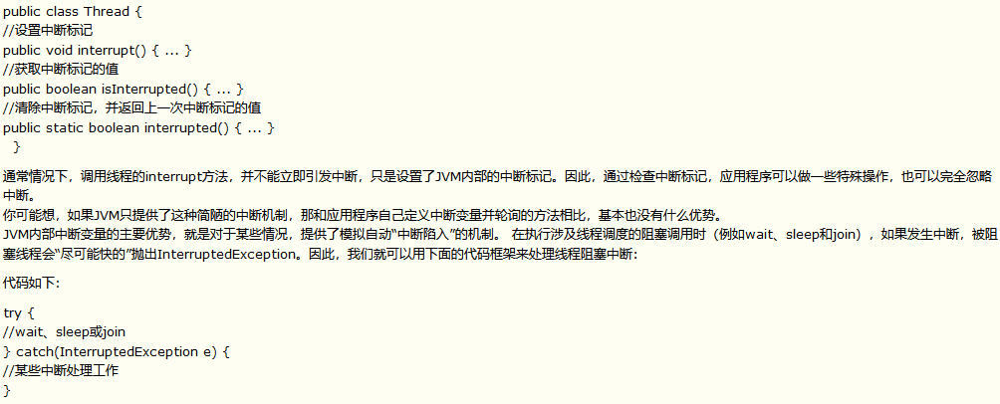 public class Thread {
//设置中断标记
public void interrupt() { ... }
//获取中断标记的值
public boolean isInterrupted() { ... }
//清除中断标记，并返回上一次中断标记的值
public static boolean interrupted() { ... }
}
通常情况下，调用线程的interrupt方法，并不能立即引发中断，只是设置了JVM内部的中断标记。因此，通过检查中断标记，应用程序可以做一些特殊操作，也可以完全忽略
中断。
你可能想，如果JVM只提供了这种简陋的中断机制，那和应用程序自己定义中断变量并轮询的方法相比，基本也没有什么优势。
JVM内部中断变量的主要优势，就是对于某些情况，提供了模拟自动“中断陷入”的机制。 在执行涉及线程调度的阻塞调用时（例如wait、sleep和join），如果发生中断，被阻
塞线程会“尽可能快的”抛出InterruptedException。因此，我们就可以用下面的代码框架来处理线程阻塞中断：
代码如下：
try {
//wait、sleep或join
} catch(InterruptedException e) {
//某些中断处理工作
}